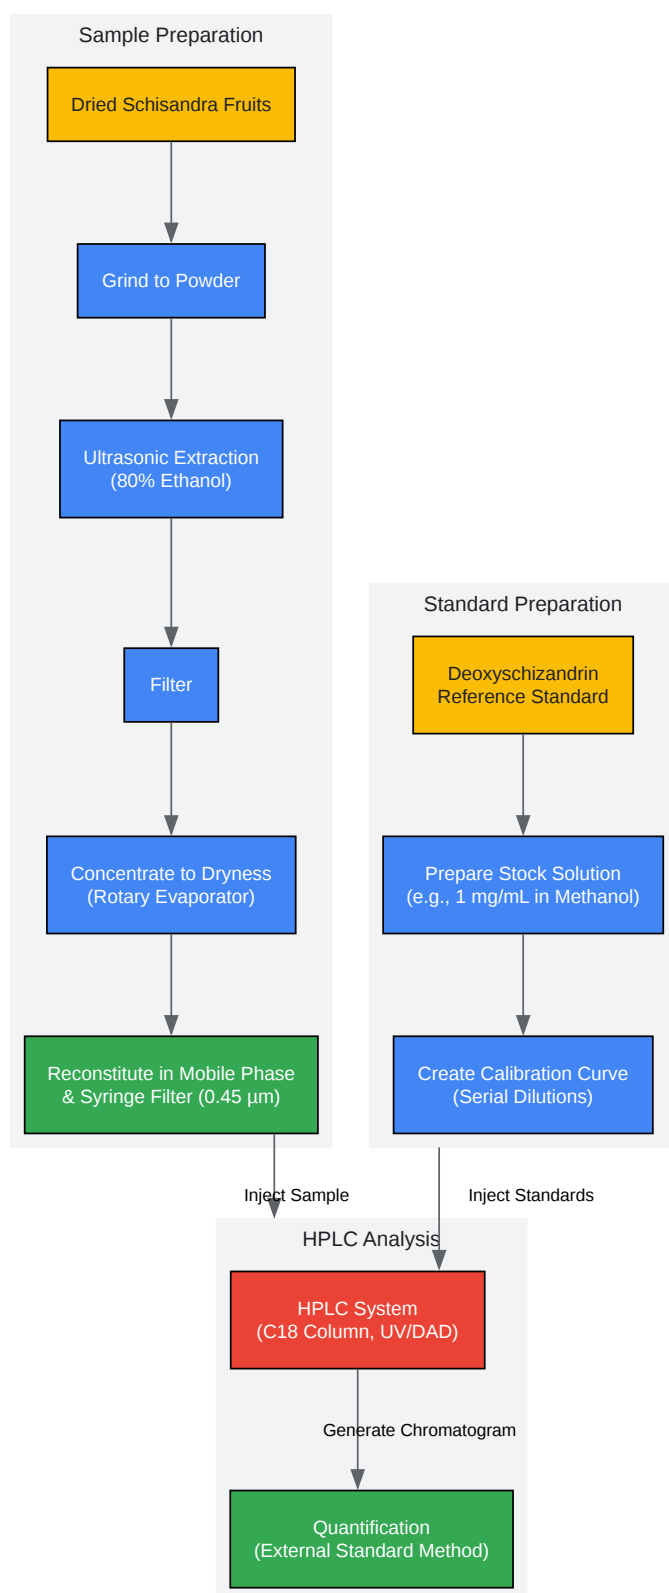 Sample Preparation
Dried Schisandra Fruits
Grind to Powder
Ultrasonic Extraction
(80% Ethanol)
Filter
Concentrate to Dryness
(Rotary Evaporator)
Reconstitute in Mobile Phase
& Syringe Filter (0.45 µm)
Standard Preparation
Deoxyschizandrin
Reference Standard
Prepare Stock Solution
(e.g., 1 mg/mL in Methanol)
Create Calibration Curve
(Serial Dilutions)
Inject Sample
Inject Standards
HPLC Analysis
HPLC System
(C18 Column, UV/DAD)
Generate Chromatogram
Quantification
(External Standard Method)